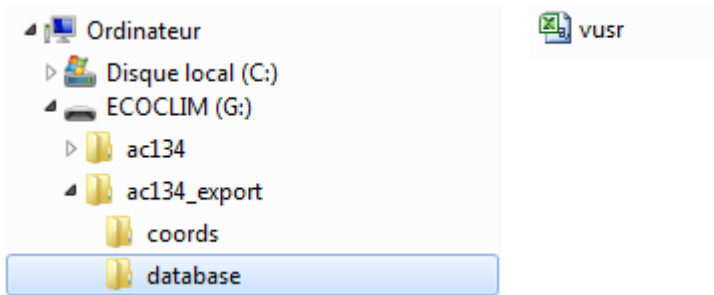 Ordinateur
Disque local (C:)
ECOCLIM (G:)
ac134
ac134_export
coords
database
vusr